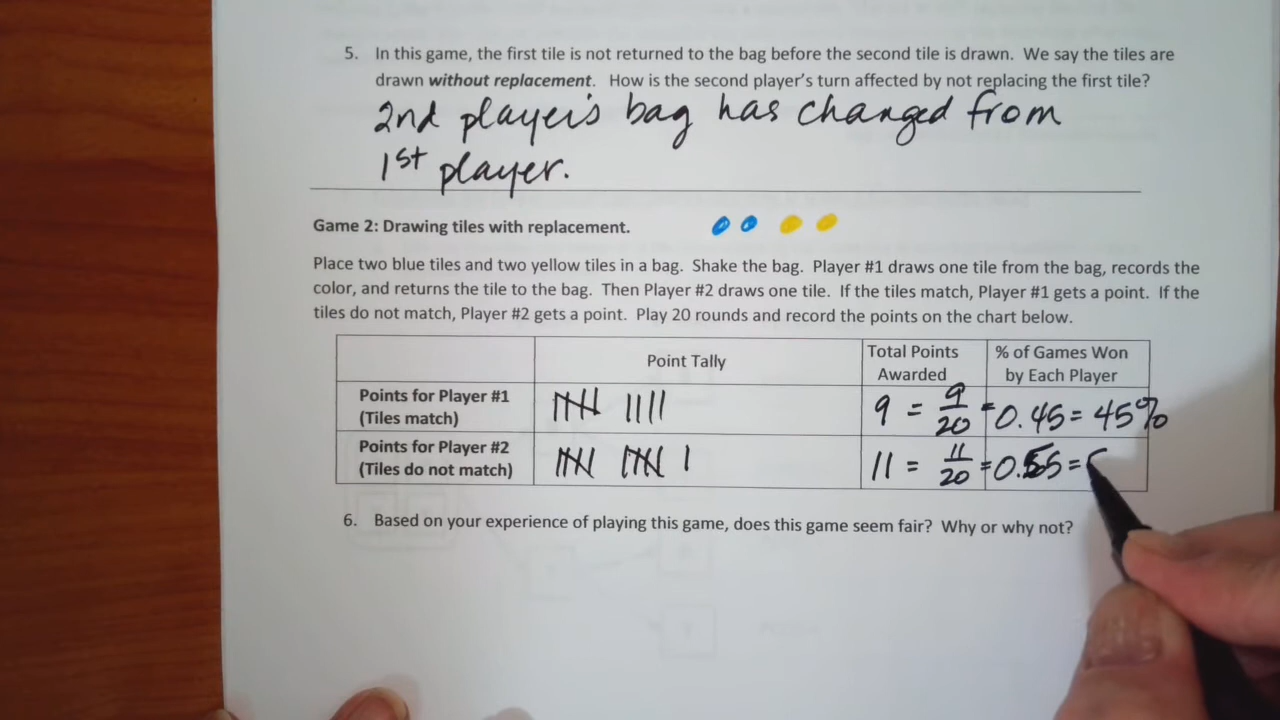 5. In this game, the first tile is not returned to the bag before the second tile is drawn. We say the tiles are
drawn without replacement. How is the second player's turn affected by not replacing the first tile?
2nd player's bag has changed from
1st player.
Game 2: Drawing tiles with replacement.
Place two blue tiles and two yellow tiles in a bag. Shake the bag. Player #1 draws one tile from the bag, records the
color, and returns the tile to the bag. Then Player #2 draws one tile. If the tiles match, Player #1 gets a point. If the
tiles do not match, Player #2 gets a point. Play 20 rounds and record the points on the chart below.
Point Tally
Total Points
Awarded
% of Games Won
by Each Player
Points for Player #1
(Tiles match)
9 = 9/20 = 0.45 = 45%
Points for Player #2
(Tiles do not match)
11 = 11/20 = 0.55 =
6. Based on your experience of playing this game, does this game seem fair? Why or why not?